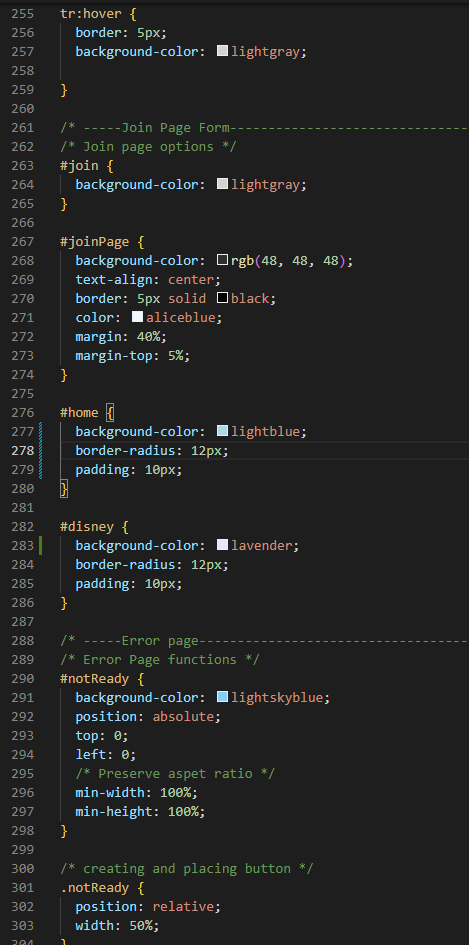 255 tr:hover {
256 border: 5px;
257 background-color: lightgray;
258
259 }
260
261 /* -----Join Page Form-------------------------------
262 /* Join page options */
263 #join {
264 background-color: lightgray;
265 }
266
267 #joinPage {
268 background-color: rgb(48, 48, 48);
269 text-align: center;
270 border: 5px solid black;
271 color: aliceblue;
272 margin: 40%;
273 margin-top: 5%;
274 }
275
276 #home {
277 background-color: lightblue;
278 border-radius: 12px;
279 padding: 10px;
280 }
281
282 #disney {
283 background-color: lavender;
284 border-radius: 12px;
285 padding: 10px;
286 }
287
288 /* -----Error page-----------------------------------
289 /* Error Page functions */
290 #notReady {
291 background-color: lightskyblue;
292 position: absolute;
293 top: 0;
294 left: 0;
295 /* Preserve aspet ratio */
296 min-width: 100%;
297 min-height: 100%;
298 }
299
300 /* creating and placing button */
301 .notReady {
302 position: relative;
303 width: 50%;
304 }